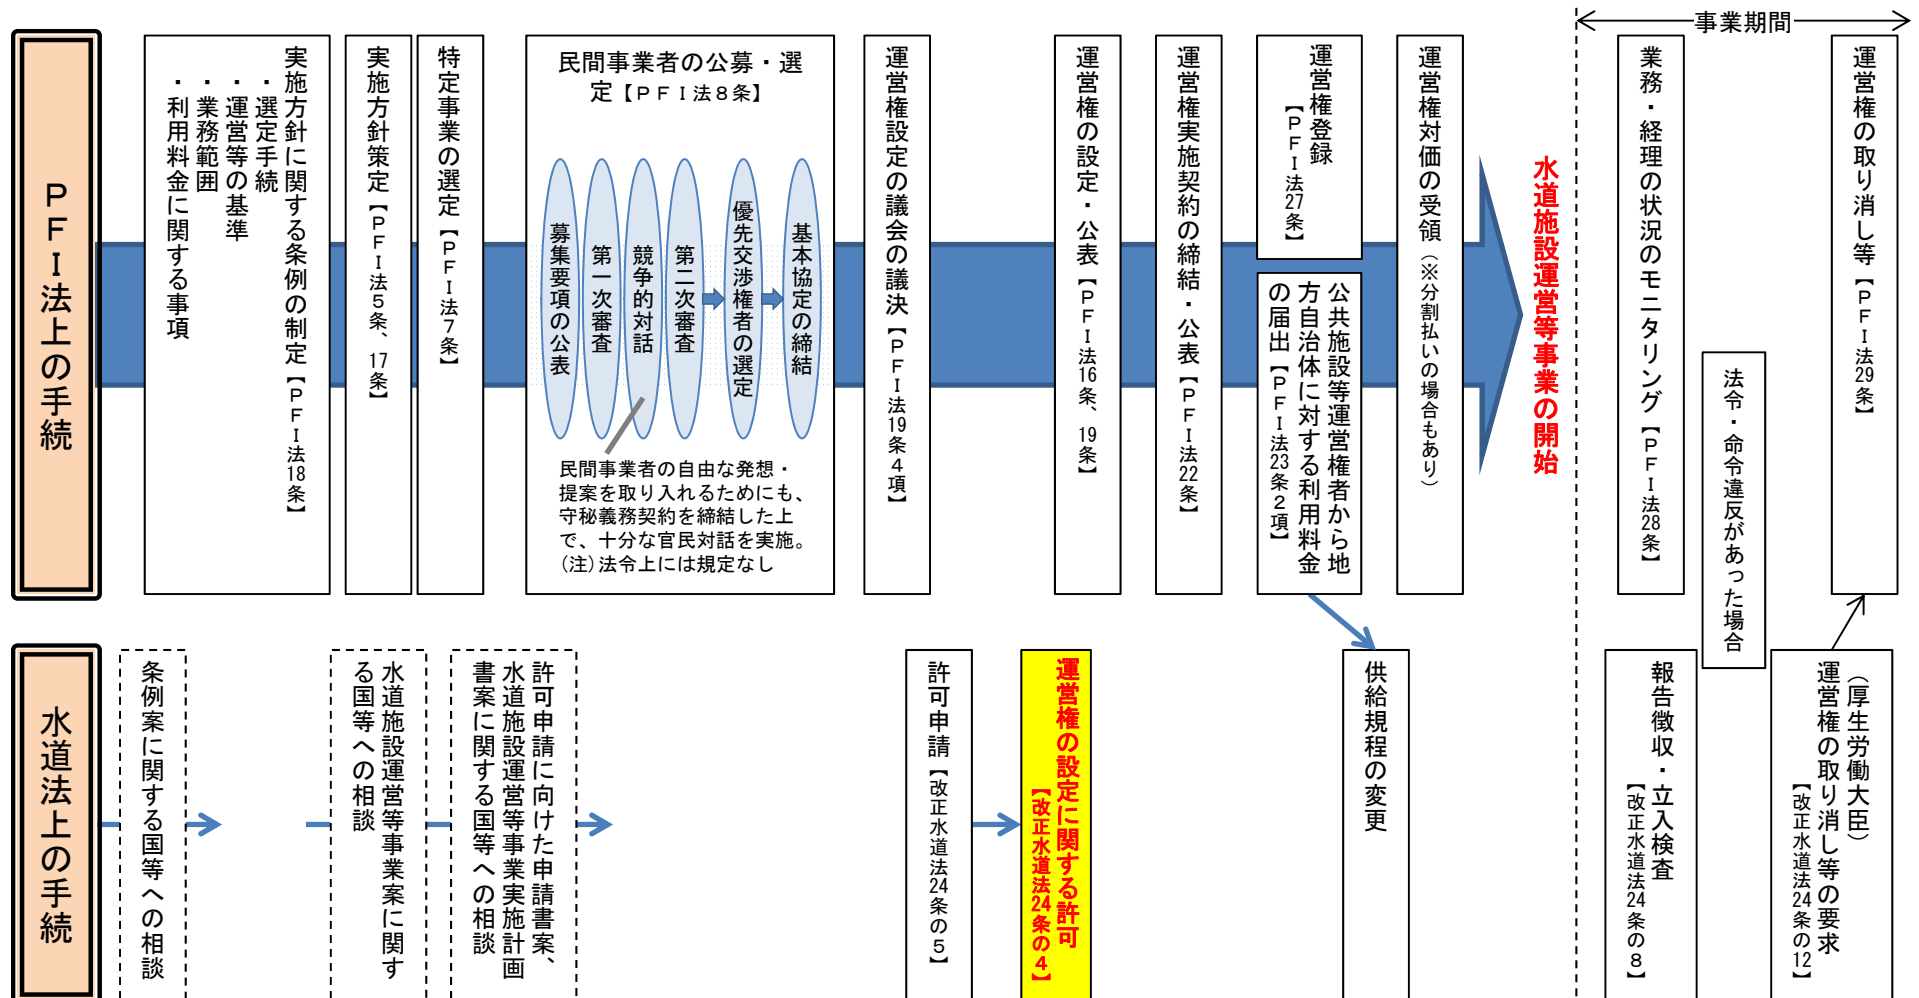 事業期間
PFI法上の手続
実施方針に関する条例の制定【PFI法18条】
・選定手続
・運営等の基準
・業務範囲
・利用料金に関する事項
実施方針策定【PFI法5条、17条】
特定事業の選定【PFI法7条】
民間事業者の公募・選
定【PFI法8条】
募集要項の公表
第一次審査
競争的対話
第二次審査
優先交渉権者の選定
基本協定の締結
民間事業者の自由な発想・
提案を取り入れるためにも、
守秘義務契約を締結した上
で、十分な官民対話を実施。
(注)法令上には規定なし
運営権設定の議会の議決【PFI法19条4項】
運営権の設定・公表【PFI法16条、19条】
運営権実施契約の締結・公表【PFI法22条】
運営権登録
【PFI法27条】
公共施設等運営権者から地
方自治体に対する利用料金
の届出【PFI法23条2項】
運営権対価の受領(※分割払いの場合もあり)
水道施設運営等事業の開始
業務・経理の状況のモニタリング【PFI法28条】
法令・命令違反があった場合
運営権の取り消し等【PFI法29条】
水道法上の手続
条例案に関する国等への相談
水道施設運営等事業案に関す
る国等への相談
許可申請に向けた申請書案、
水道施設運営等事業実施計画
書案に関する国等への相談
許可申請【改正水道法24条の5】
運営権の設定に関する許可
【改正水道法24条の4】
供給規程の変更
報告徴収・立入検査
【改正水道法24条の8】
(厚生労働大臣)
運営権の取り消し等の要求
【改正水道法24条の12】